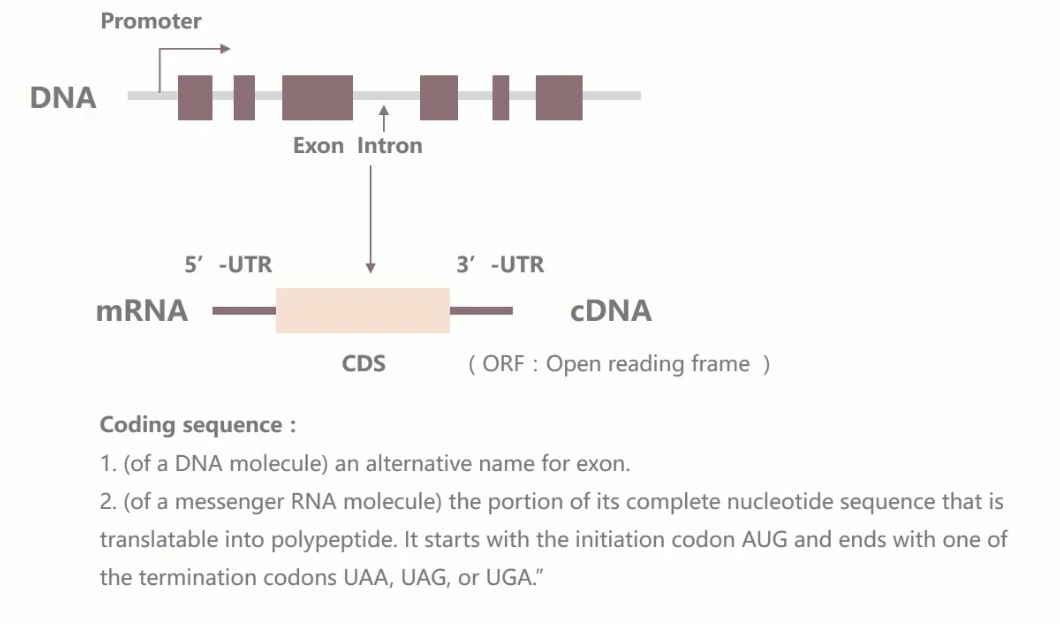 Promoter
DNA
Exon Intron
5′ -UTR 3′ -UTR
mRNA cDNA
CDS ( ORF : Open reading frame )
Coding sequence :
1. (of a DNA molecule) an alternative name for exon.
2. (of a messenger RNA molecule) the portion of its complete nucleotide sequence that is
translatable into polypeptide. It starts with the initiation codon AUG and ends with one of
the termination codons UAA, UAG, or UGA.”